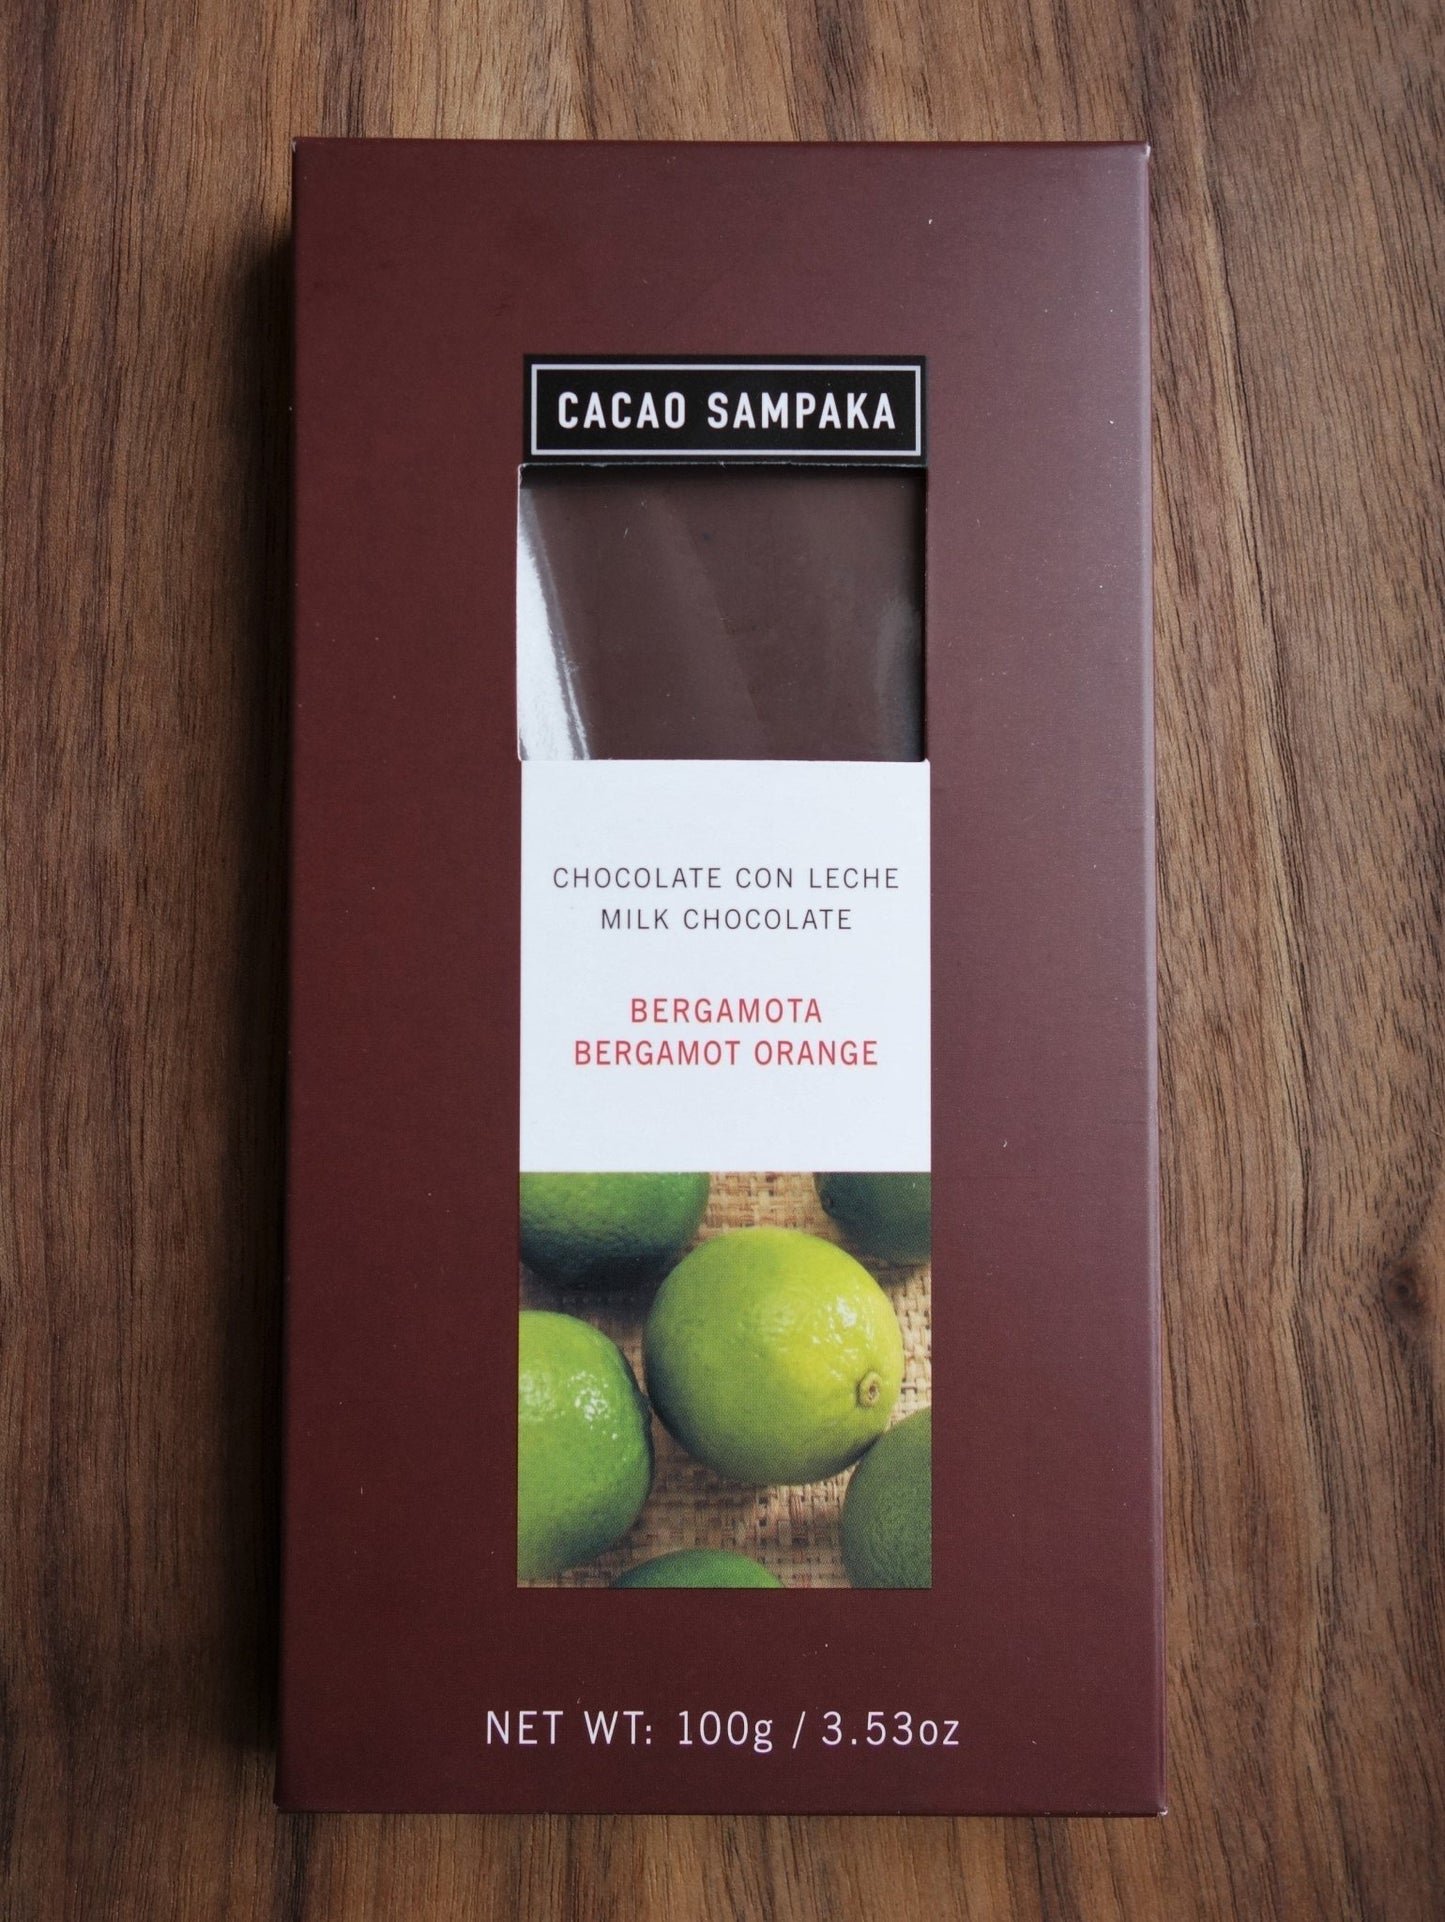 CACAO SAMPAKA
CHOCOLATE CON LECHE
MILK CHOCOLATE
BERGAMOTA
BERGAMOT ORANGE
NET WT: 100g / 3.53oz